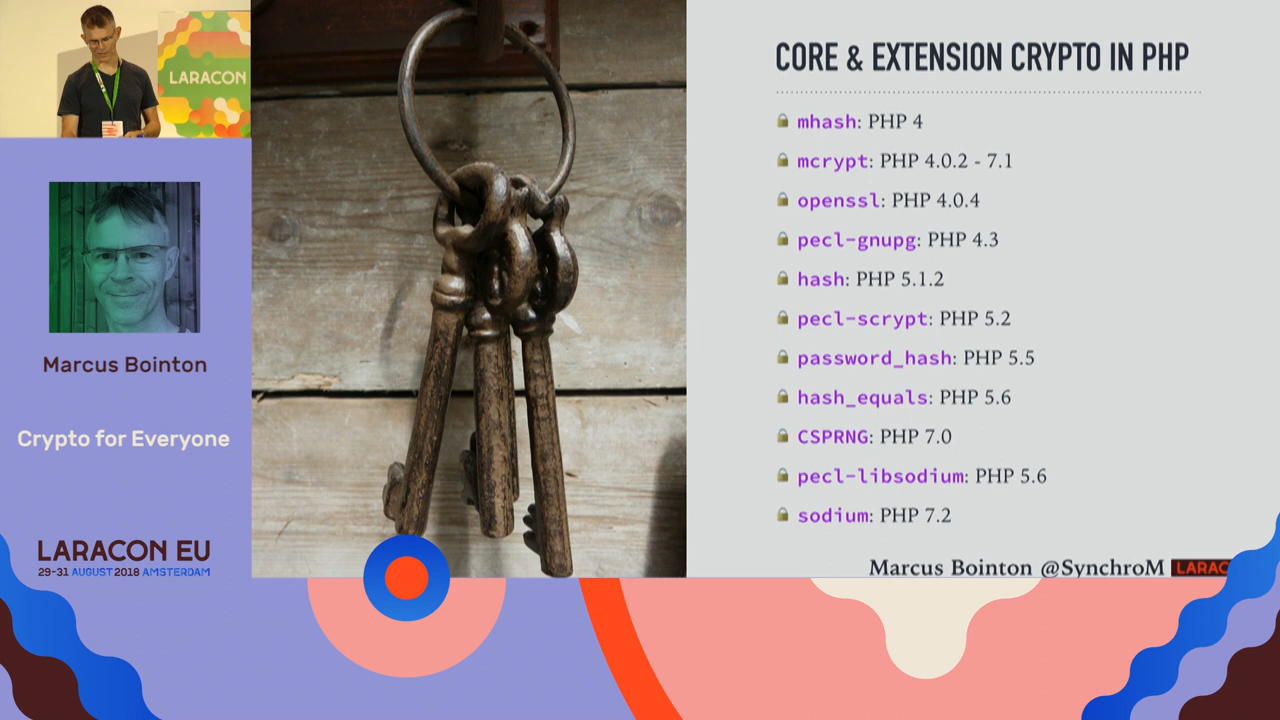 LARACON
Marcus Bointon
Crypto for Everyone
LARACON EU
29-31 AUGUST 2018 AMSTERDAM
CORE & EXTENSION CRYPTO IN PHP
mhash: PHP 4
mcrypt: PHP 4.0.2 - 7.1
openssl: PHP 4.0.4
pecl-gnupg: PHP 4.3
hash: PHP 5.1.2
pecl-scrypt: PHP 5.2
password_hash: PHP 5.5
hash_equals: PHP 5.6
CSPRNG: PHP 7.0
pecl-libsodium: PHP 5.6
sodium: PHP 7.2
Marcus Bointon @SynchroM LARAC